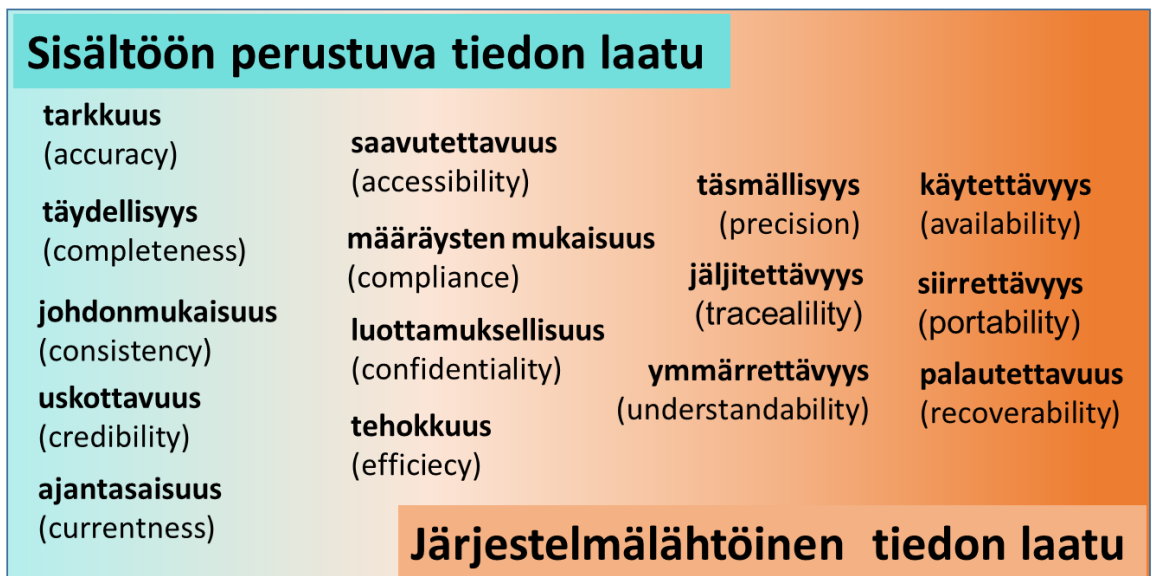 Sisältöön perustuva tiedon laatu
tarkkuus
(accuracy)
täydellisyys
(completeness)
johdonmukaisuus
(consistency)
uskottavuus
(credibility)
ajantasaisuus
(currentness)
saavutettavuus
(accessibility)
määräysten mukaisuus
(compliance)
luottamuksellisuus
(confidentiality)
tehokkuus
(efficiecy)
täsmällisyys
(precision)
jäljitettävyys
(tracealility)
ymmärrettävyys
(understandability)
käytettävyys
(availability)
siirrettävyys
(portability)
palautettavuus
(recoverability)
Järjestelmälähtöinen tiedon laatu